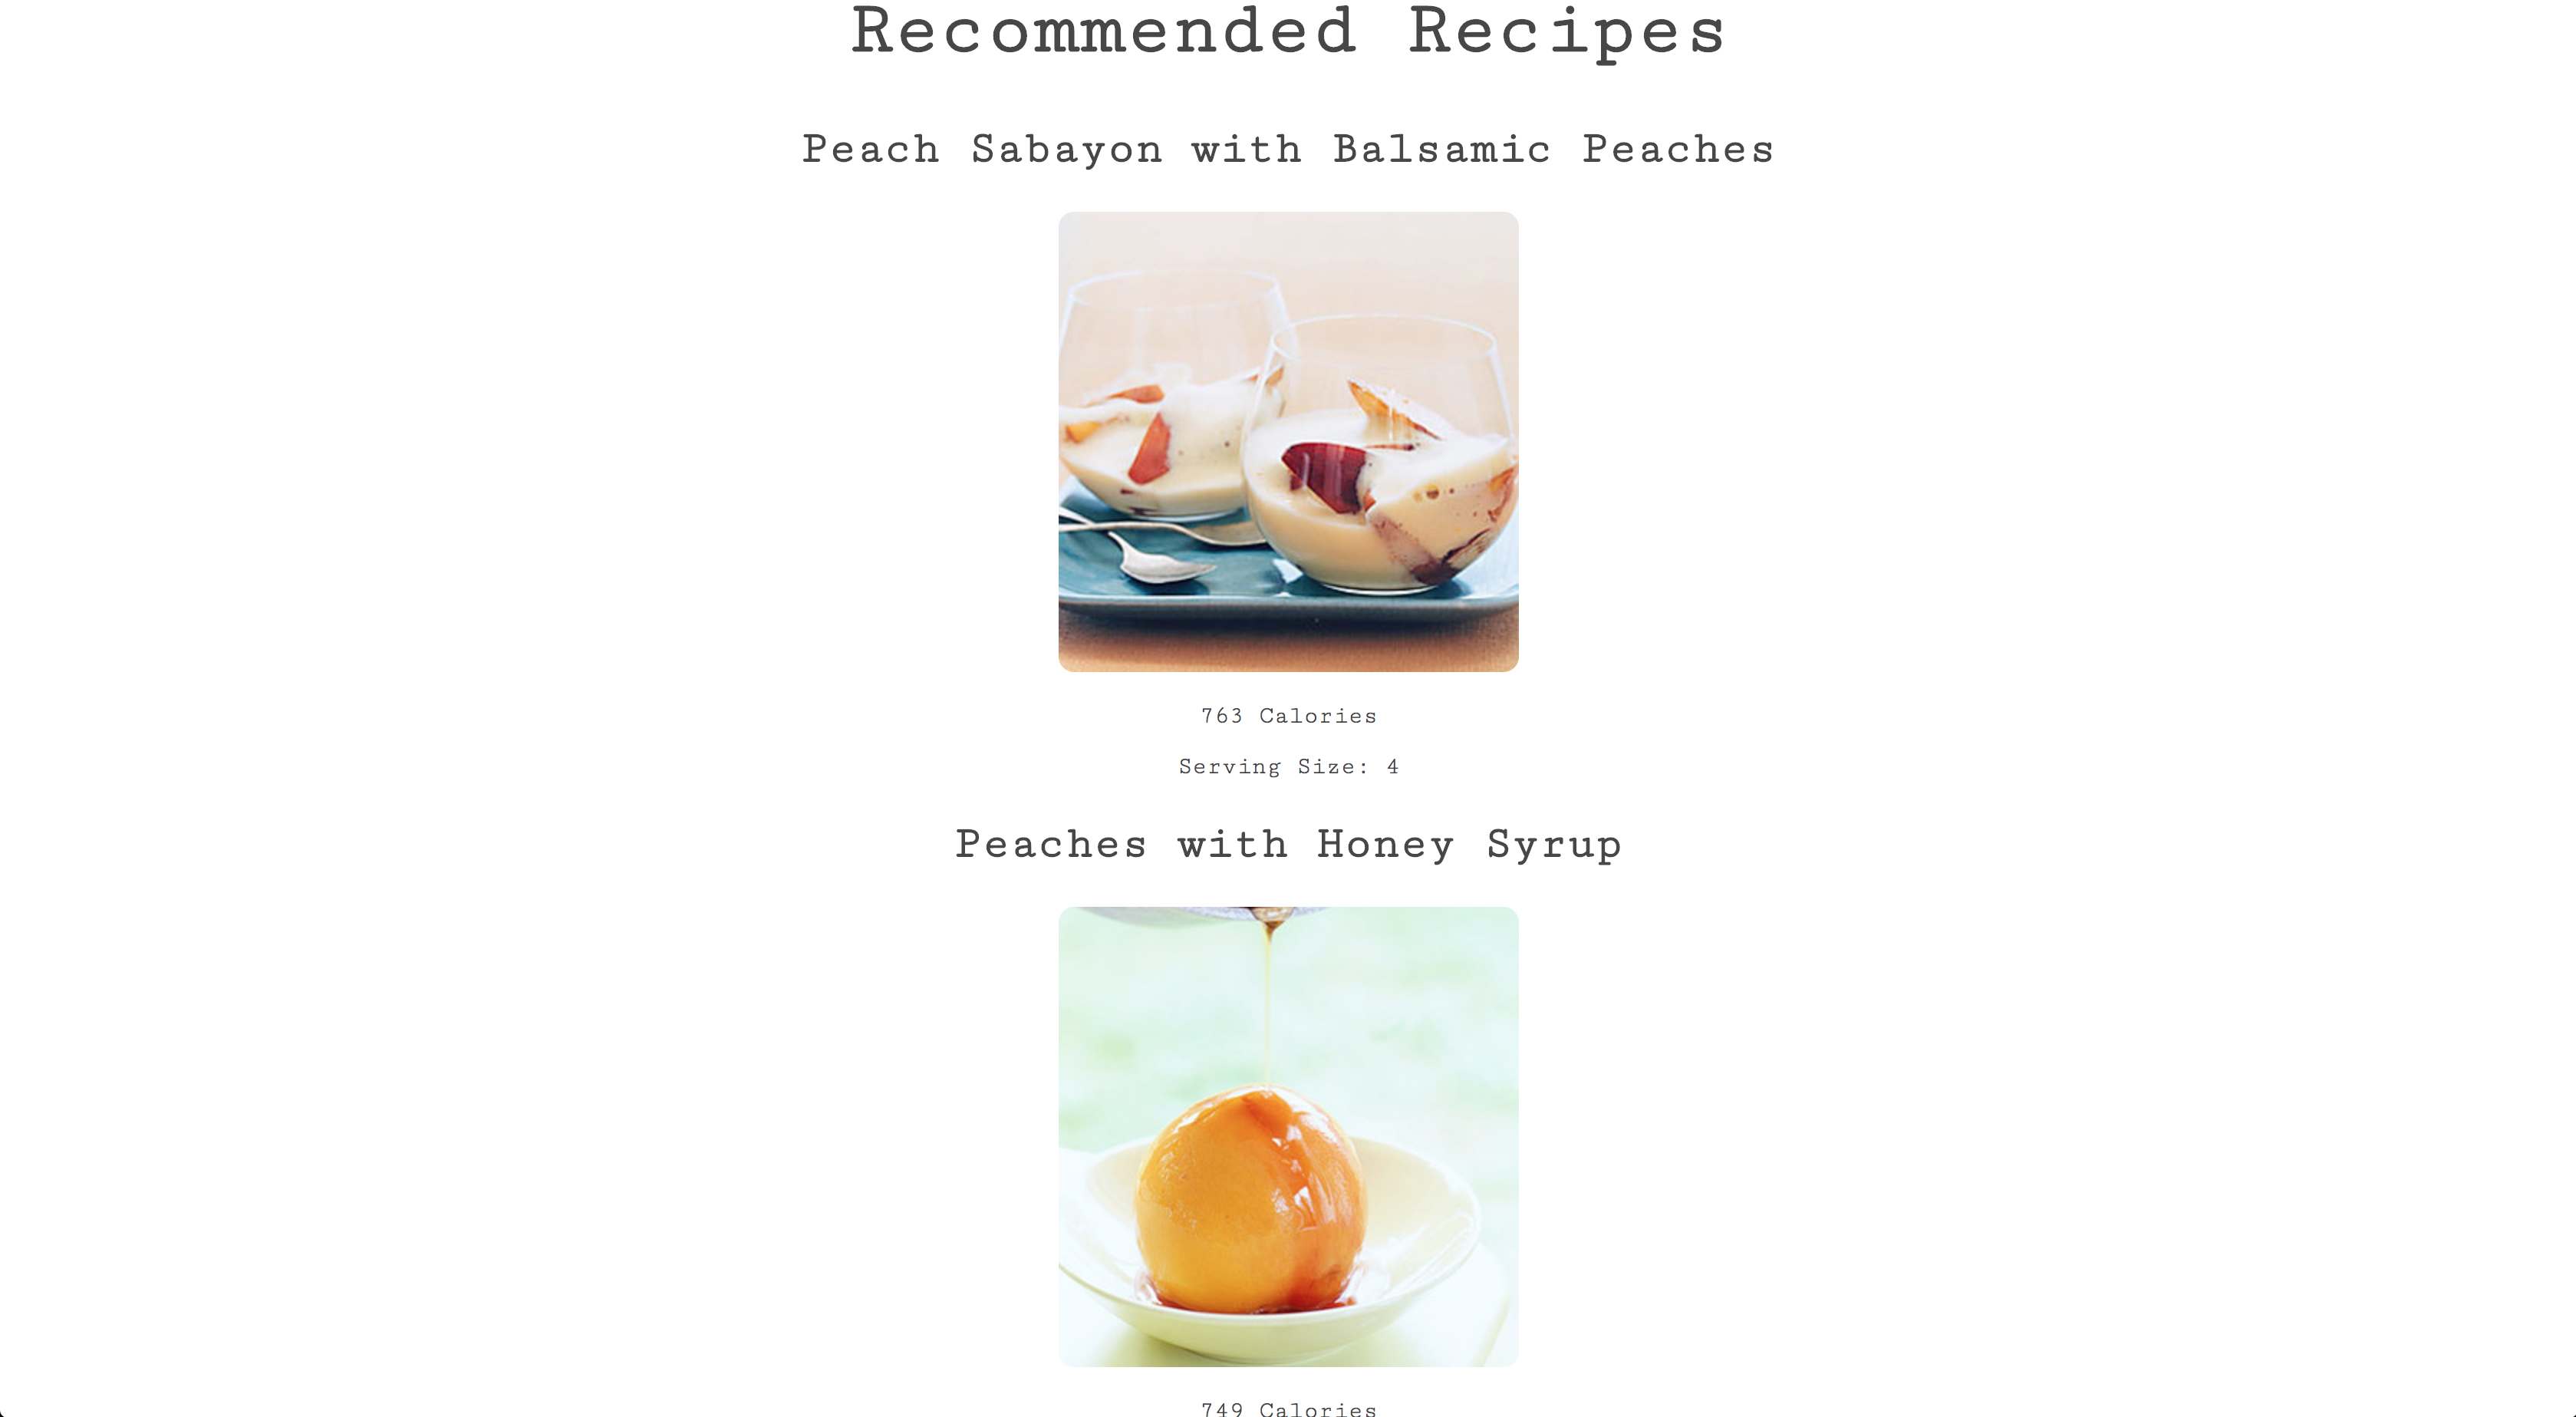 Recommended Recipes
Peach Sabayon with Balsamic Peaches
763 Calories
Serving Size: 4
Peaches with Honey Syrup
749 Calories